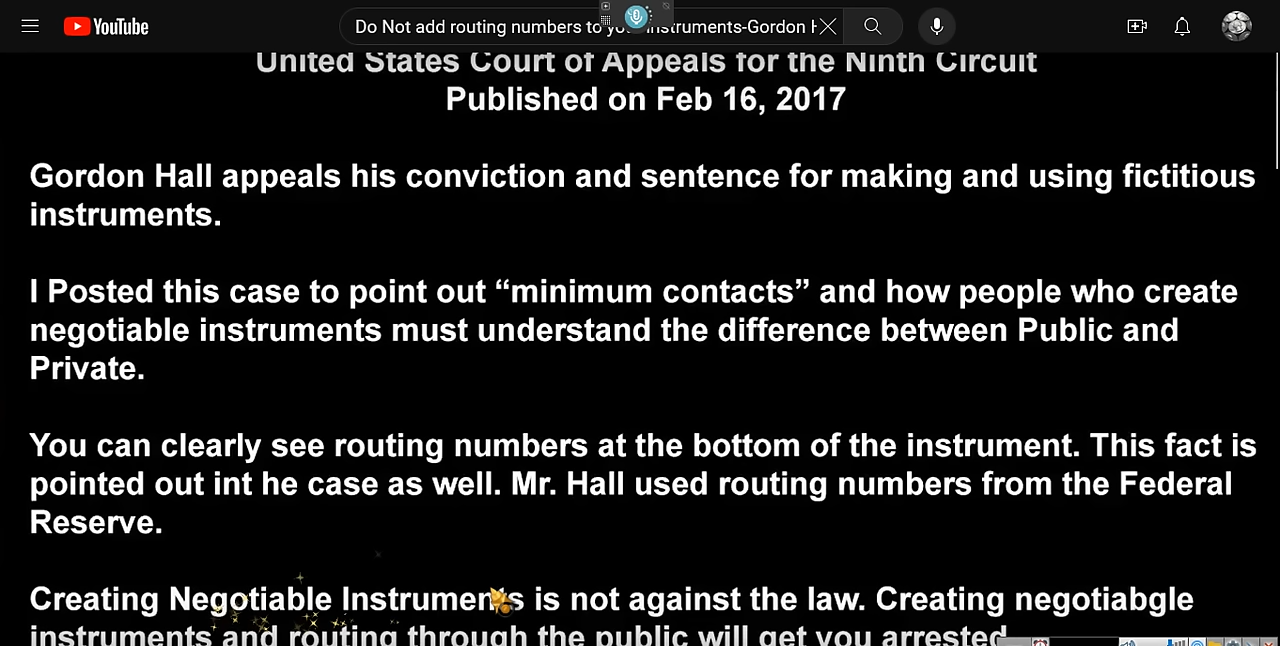 YouTube
Do Not add routing numbers to instruments-Gordon
United States Court of Appeals for the Ninth Circuit
Published on Feb 16, 2017
Gordon Hall appeals his conviction and sentence for making and using fictitious
instruments.
I Posted this case to point out “minimum contacts” and how people who create
negotiable instruments must understand the difference between Public and
Private.
You can clearly see routing numbers at the bottom of the instrument. This fact is
pointed out int he case as well. Mr. Hall used routing numbers from the Federal
Reserve.
Creating Negotiable Instruments is not against the law. Creating negotiabgle
instruments and routing through the public will get you arrested